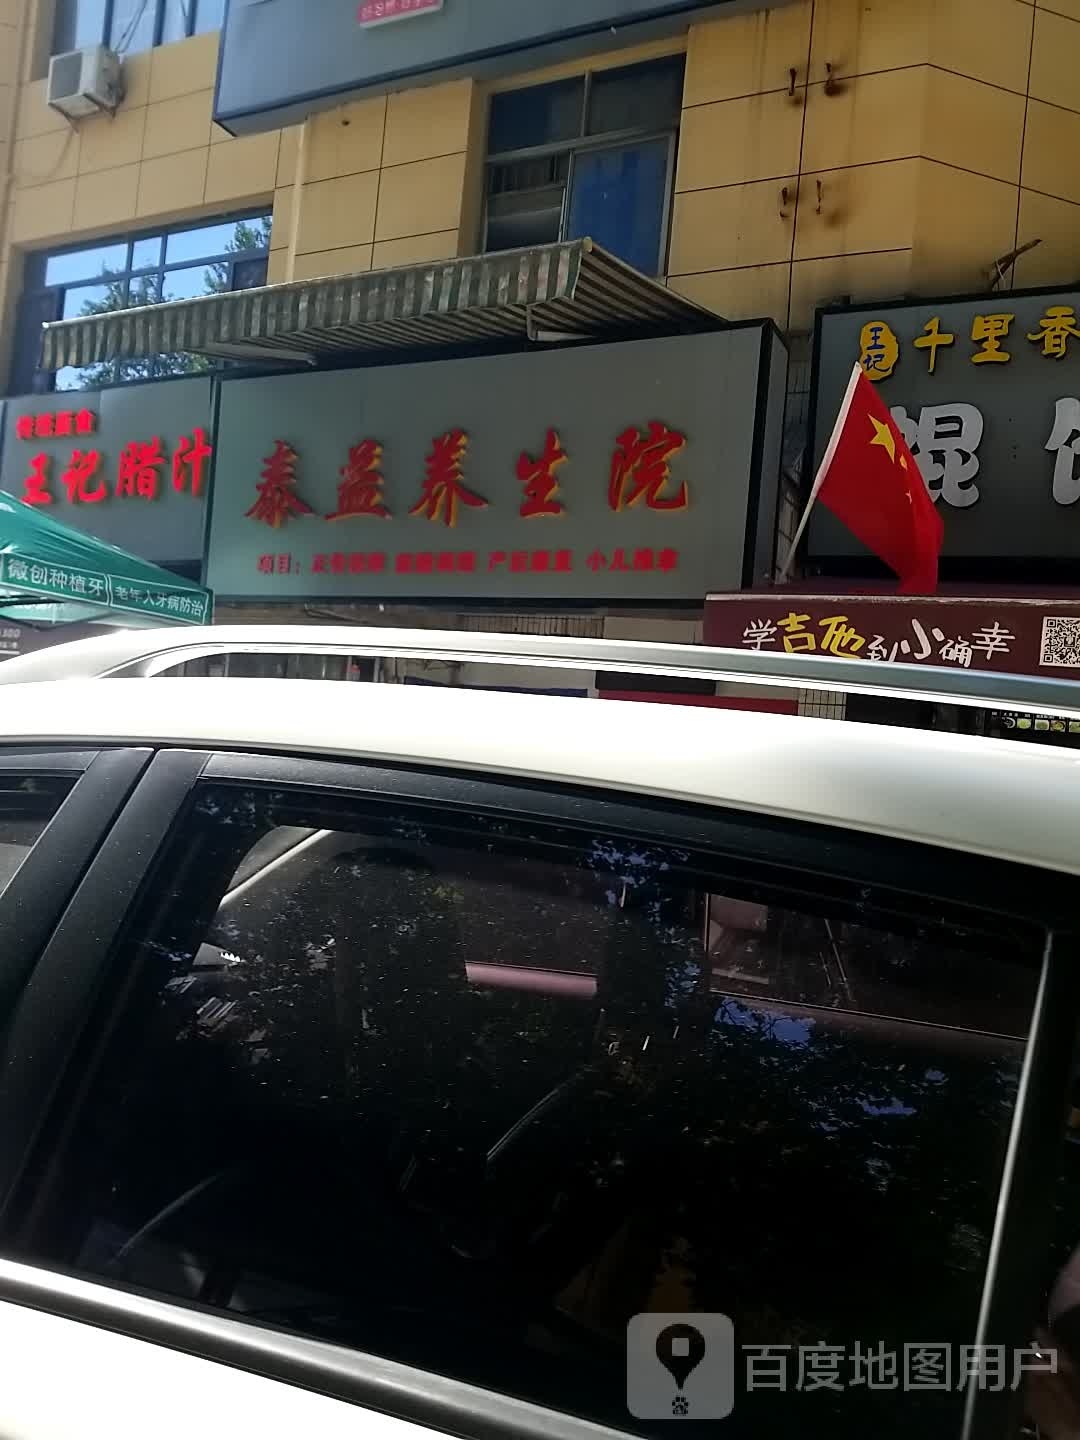 王记腊汁
泰益养生院
项目：
产后康复 小儿推拿
王记
千里香
馄
微创种植牙
老年人牙病防治
学吉他到小确幸
百度地图用户